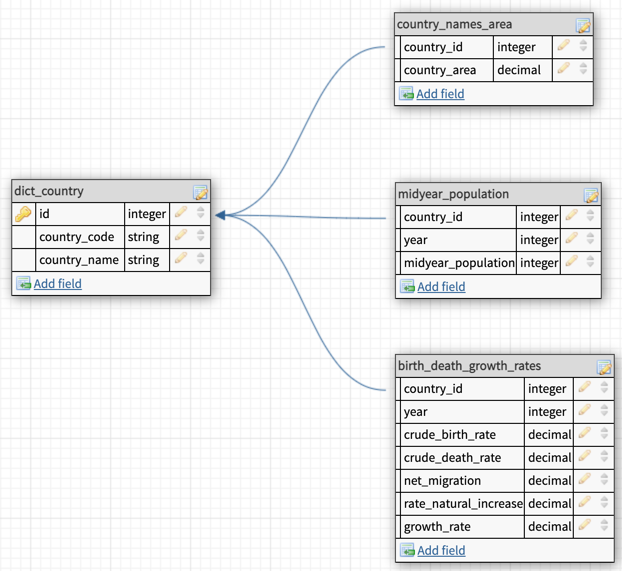 country_names_area
country_id integer
country_area decimal
Add field
dict_country
id integer
country_code string
country_name string
Add field
midyear_population
country_id integer
year integer
midyear_population integer
Add field
birth_death_growth_rates
country_id integer
year integer
crude_birth_rate decimal
crude_death_rate decimal
net_migration decimal
rate_natural_increase decimal
growth_rate decimal
Add field